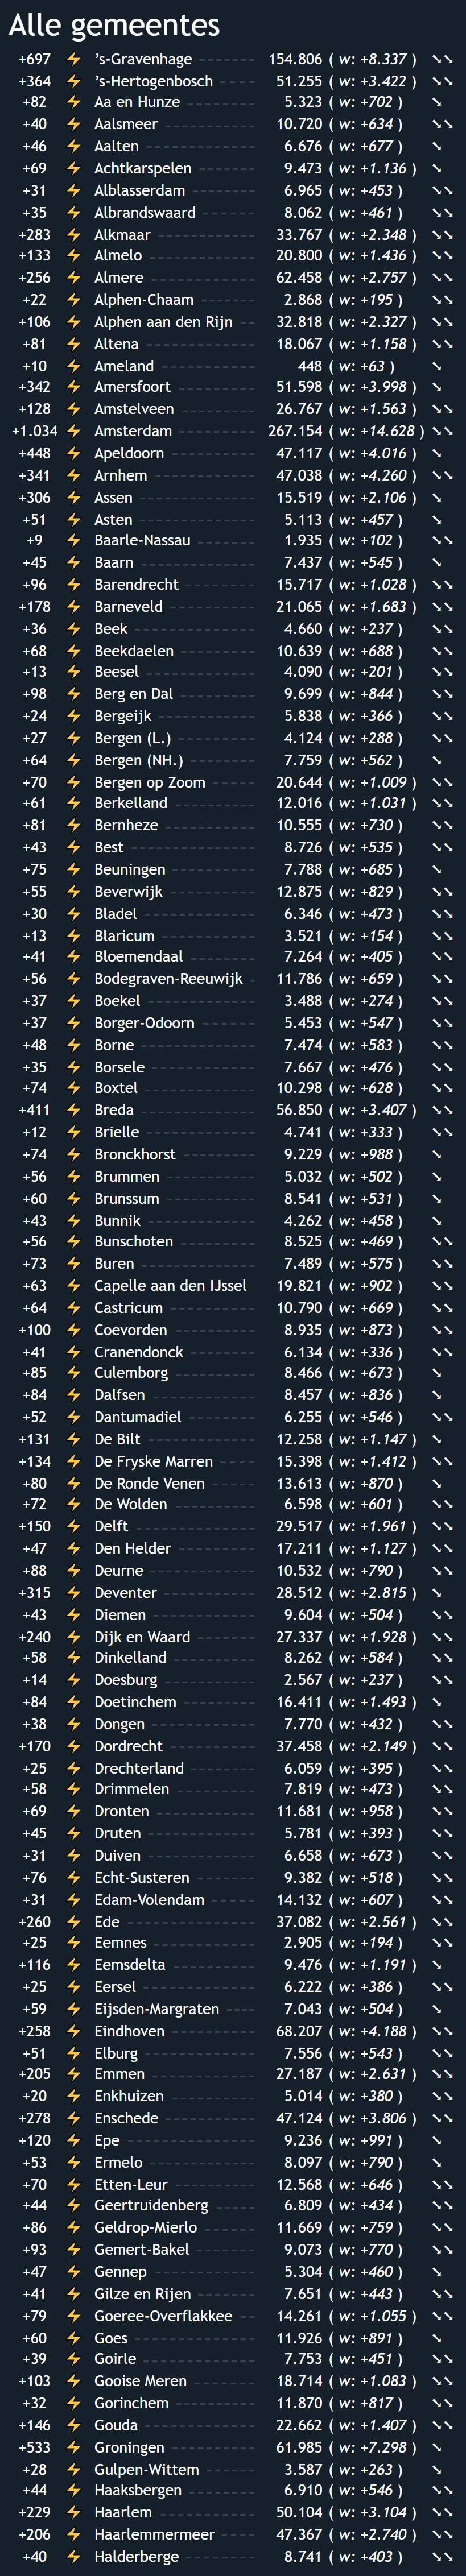 Alle gemeentes
+697 ⚡ 's-Gravenhage 154.806 ( w: +8.337 ) ↘↘
+364 ⚡ 's-Hertogenbosch 51.255 ( w: +3.422 ) ↘↘
+82 ⚡ Aa en Hunze 5.323 ( w: +702 ) ↘
+40 ⚡ Aalsmeer 10.720 ( w: +634 ) ↘↘
+46 ⚡ Aalten 6.676 ( w: +677 ) ↘
+69 ⚡ Achtkarspelen 9.473 ( w: +1.136 ) ↘
+31 ⚡ Alblasserdam 6.965 ( w: +453 ) ↘↘
+35 ⚡ Albrandswaard 8.062 ( w: +461 ) ↘↘
+283 ⚡ Alkmaar 33.767 ( w: +2.348 ) ↘↘
+133 ⚡ Almelo 20.800 ( w: +1.436 ) ↘↘
+256 ⚡ Almere 62.458 ( w: +2.757 ) ↘↘
+22 ⚡ Alphen-Chaam 2.868 ( w: +195 ) ↘↘
+106 ⚡ Alphen aan den Rijn 32.818 ( w: +2.327 ) ↘↘
+81 ⚡ Altena 18.067 ( w: +1.158 ) ↘↘
+10 ⚡ Ameland 448 ( w: +63 ) ↘
+342 ⚡ Amersfoort 51.598 ( w: +3.998 ) ↘
+128 ⚡ Amstelveen 26.767 ( w: +1.563 ) ↘↘
+1.034 ⚡ Amsterdam 267.154 ( w: +14.628 ) ↘↘
+448 ⚡ Apeldoorn 47.117 ( w: +4.016 ) ↘
+341 ⚡ Arnhem 47.038 ( w: +4.260 ) ↘↘
+306 ⚡ Assen 15.519 ( w: +2.106 ) ↘
+51 ⚡ Asten 5.113 ( w: +457 ) ↘
+9 ⚡ Baarle-Nassau 1.935 ( w: +102 ) ↘↘
+45 ⚡ Baarn 7.437 ( w: +545 ) ↘
+96 ⚡ Barendrecht 15.717 ( w: +1.028 ) ↘↘
+178 ⚡ Barneveld 21.065 ( w: +1.683 ) ↘↘
+36 ⚡ Beek 4.660 ( w: +237 ) ↘↘
+68 ⚡ Beekdaelen 10.639 ( w: +688 ) ↘↘
+13 ⚡ Beesel 4.090 ( w: +201 ) ↘↘
+98 ⚡ Berg en Dal 9.699 ( w: +844 ) ↘↘
+24 ⚡ Bergeijk 5.838 ( w: +366 ) ↘↘
+27 ⚡ Bergen (L.) 4.124 ( w: +288 ) ↘↘
+64 ⚡ Bergen (NH.) 7.759 ( w: +562 ) ↘
+70 ⚡ Bergen op Zoom 20.644 ( w: +1.009 ) ↘↘
+61 ⚡ Berkelland 12.016 ( w: +1.031 ) ↘↘
+81 ⚡ Bernheze 10.555 ( w: +730 ) ↘↘
+43 ⚡ Best 8.726 ( w: +535 ) ↘↘
+75 ⚡ Beuningen 7.788 ( w: +685 ) ↘
+55 ⚡ Beverwijk 12.875 ( w: +829 ) ↘↘
+30 ⚡ Bladel 6.346 ( w: +473 ) ↘↘
+13 ⚡ Blaricum 3.521 ( w: +154 ) ↘↘
+41 ⚡ Bloemendaal 7.264 ( w: +405 ) ↘↘
+56 ⚡ Bodegraven-Reeuwijk 11.786 ( w: +659 ) ↘↘
+37 ⚡ Boekel 3.488 ( w: +274 ) ↘↘
+37 ⚡ Borger-Odoorn 5.453 ( w: +547 ) ↘↘
+48 ⚡ Borne 7.474 ( w: +583 ) ↘↘
+35 ⚡ Borsele 7.667 ( w: +476 ) ↘↘
+74 ⚡ Boxtel 10.298 ( w: +628 ) ↘↘
+411 ⚡ Breda 56.850 ( w: +3.407 ) ↘↘
+12 ⚡ Brielle 4.741 ( w: +333 ) ↘↘
+74 ⚡ Bronckhorst 9.229 ( w: +988 ) ↘
+56 ⚡ Brummen 5.032 ( w: +502 ) ↘
+60 ⚡ Brunssum 8.541 ( w: +531 ) ↘
+43 ⚡ Bunnik 4.262 ( w: +458 ) ↘
+56 ⚡ Bunschoten 8.525 ( w: +469 ) ↘↘
+73 ⚡ Buren 7.489 ( w: +575 ) ↘↘
+63 ⚡ Capelle aan den IJssel 19.821 ( w: +902 ) ↘↘
+64 ⚡ Castricum 10.790 ( w: +669 ) ↘↘
+100 ⚡ Coevorden 8.935 ( w: +873 ) ↘↘
+41 ⚡ Cranendonck 6.134 ( w: +336 ) ↘↘
+85 ⚡ Culemborg 8.466 ( w: +673 ) ↘
+84 ⚡ Dalfsen 8.457 ( w: +836 ) ↘
+52 ⚡ Dantumadiel 6.255 ( w: +546 ) ↘↘
+131 ⚡ De Bilt 12.258 ( w: +1.147 ) ↘
+134 ⚡ De Fryske Marren 15.398 ( w: +1.412 ) ↘↘
+80 ⚡ De Ronde Venen 13.613 ( w: +870 ) ↘
+72 ⚡ De Wolden 6.598 ( w: +601 ) ↘↘
+150 ⚡ Delft 29.517 ( w: +1.961 ) ↘↘
+47 ⚡ Den Helder 17.211 ( w: +1.127 ) ↘↘
+88 ⚡ Deurne 10.532 ( w: +790 ) ↘↘
+315 ⚡ Deventer 28.512 ( w: +2.815 ) ↘
+43 ⚡ Diemen 9.604 ( w: +504 ) ↘↘
+240 ⚡ Dijk en Waard 27.337 ( w: +1.928 ) ↘↘
+58 ⚡ Dinkelland 8.262 ( w: +584 ) ↘↘
+14 ⚡ Doesburg 2.567 ( w: +237 ) ↘↘
+84 ⚡ Doetinchem 16.411 ( w: +1.493 ) ↘
+38 ⚡ Dongen 7.770 ( w: +432 ) ↘↘
+170 ⚡ Dordrecht 37.458 ( w: +2.149 ) ↘↘
+25 ⚡ Drechterland 6.059 ( w: +395 ) ↘↘
+58 ⚡ Drimmelen 7.819 ( w: +473 ) ↘↘
+69 ⚡ Dronten 11.681 ( w: +958 ) ↘↘
+45 ⚡ Druten 5.781 ( w: +393 ) ↘↘
+31 ⚡ Duiven 6.658 ( w: +673 ) ↘↘
+76 ⚡ Echt-Susteren 9.382 ( w: +518 ) ↘↘
+31 ⚡ Edam-Volendam 14.132 ( w: +607 ) ↘↘
+260 ⚡ Ede 37.082 ( w: +2.561 ) ↘↘
+25 ⚡ Eemnes 2.905 ( w: +194 ) ↘↘
+116 ⚡ Eemsdelta 9.476 ( w: +1.191 ) ↘
+25 ⚡ Eersel 6.222 ( w: +386 ) ↘↘
+59 ⚡ Eijsden-Margraten 7.043 ( w: +504 ) ↘
+258 ⚡ Eindhoven 68.207 ( w: +4.188 ) ↘↘
+51 ⚡ Elburg 7.556 ( w: +543 ) ↘↘
+205 ⚡ Emmen 27.187 ( w: +2.631 ) ↘↘
+20 ⚡ Enkhuizen 5.014 ( w: +380 ) ↘↘
+278 ⚡ Enschede 47.124 ( w: +3.806 ) ↘↘
+120 ⚡ Epe 9.236 ( w: +991 ) ↘
+53 ⚡ Ermelo 8.097 ( w: +790 ) ↘
+70 ⚡ Etten-Leur 12.568 ( w: +646 ) ↘↘
+44 ⚡ Geertruidenberg 6.809 ( w: +434 ) ↘↘
+86 ⚡ Geldrop-Mierlo 11.669 ( w: +759 ) ↘↘
+93 ⚡ Gemert-Bakel 9.073 ( w: +770 ) ↘↘
+47 ⚡ Gennep 5.304 ( w: +460 ) ↘
+41 ⚡ Gilze en Rijen 7.651 ( w: +443 ) ↘↘
+79 ⚡ Goeree-Overflakkee 14.261 ( w: +1.055 ) ↘↘
+60 ⚡ Goes 11.926 ( w: +891 ) ↘
+39 ⚡ Goirle 7.753 ( w: +451 ) ↘↘
+103 ⚡ Gooise Meren 18.714 ( w: +1.083 ) ↘↘
+32 ⚡ Gorinchem 11.870 ( w: +817 ) ↘↘
+146 ⚡ Gouda 22.662 ( w: +1.407 ) ↘↘
+533 ⚡ Groningen 61.985 ( w: +7.298 ) ↘
+28 ⚡ Gulpen-Wittem 3.587 ( w: +263 ) ↘
+44 ⚡ Haaksbergen 6.910 ( w: +546 ) ↘↘
+229 ⚡ Haarlem 50.104 ( w: +3.104 ) ↘↘
+206 ⚡ Haarlemmermeer 47.367 ( w: +2.740 ) ↘↘
+40 ⚡ Halderberge 8.741 ( w: +403 ) ↘↘